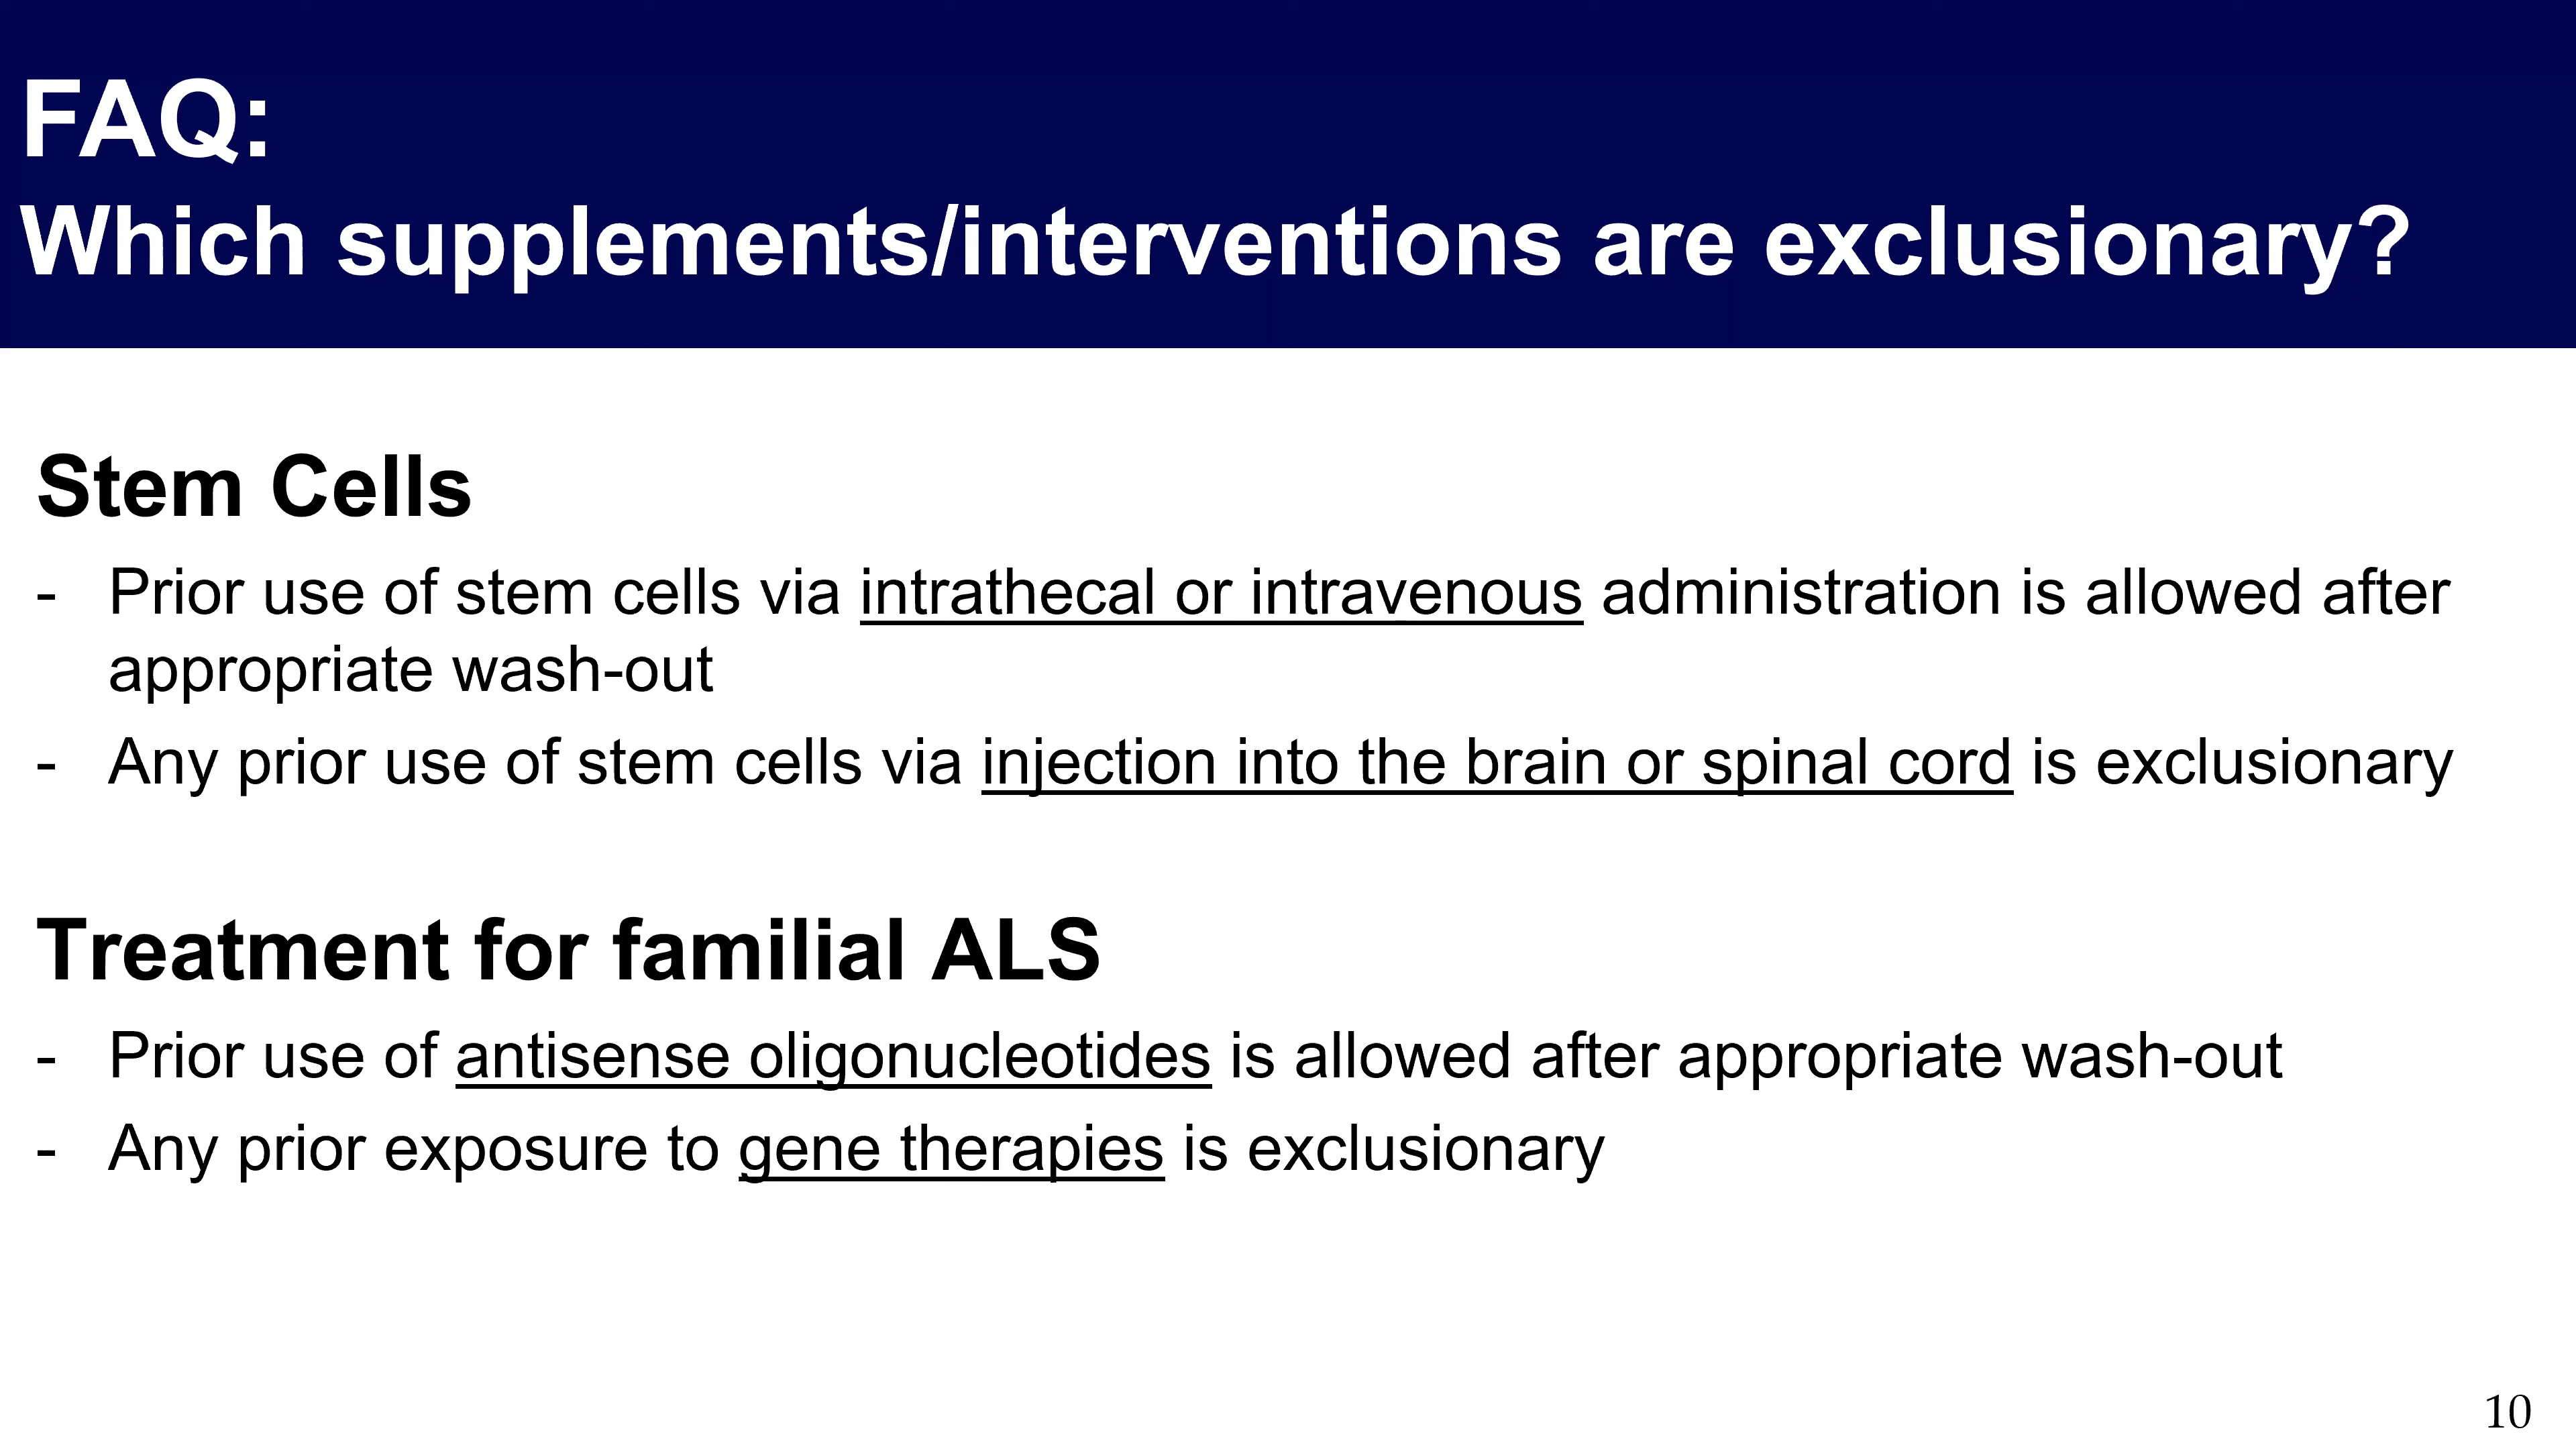 FAQ:
Which supplements/interventions are exclusionary?
Stem Cells
- Prior use of stem cells via intrathecal or intravenous administration is allowed after
appropriate wash-out
- Any prior use of stem cells via injection into the brain or spinal cord is exclusionary
Treatment for familial ALS
- Prior use of antisense oligonucleotides is allowed after appropriate wash-out
- Any prior exposure to gene therapies is exclusionary
10